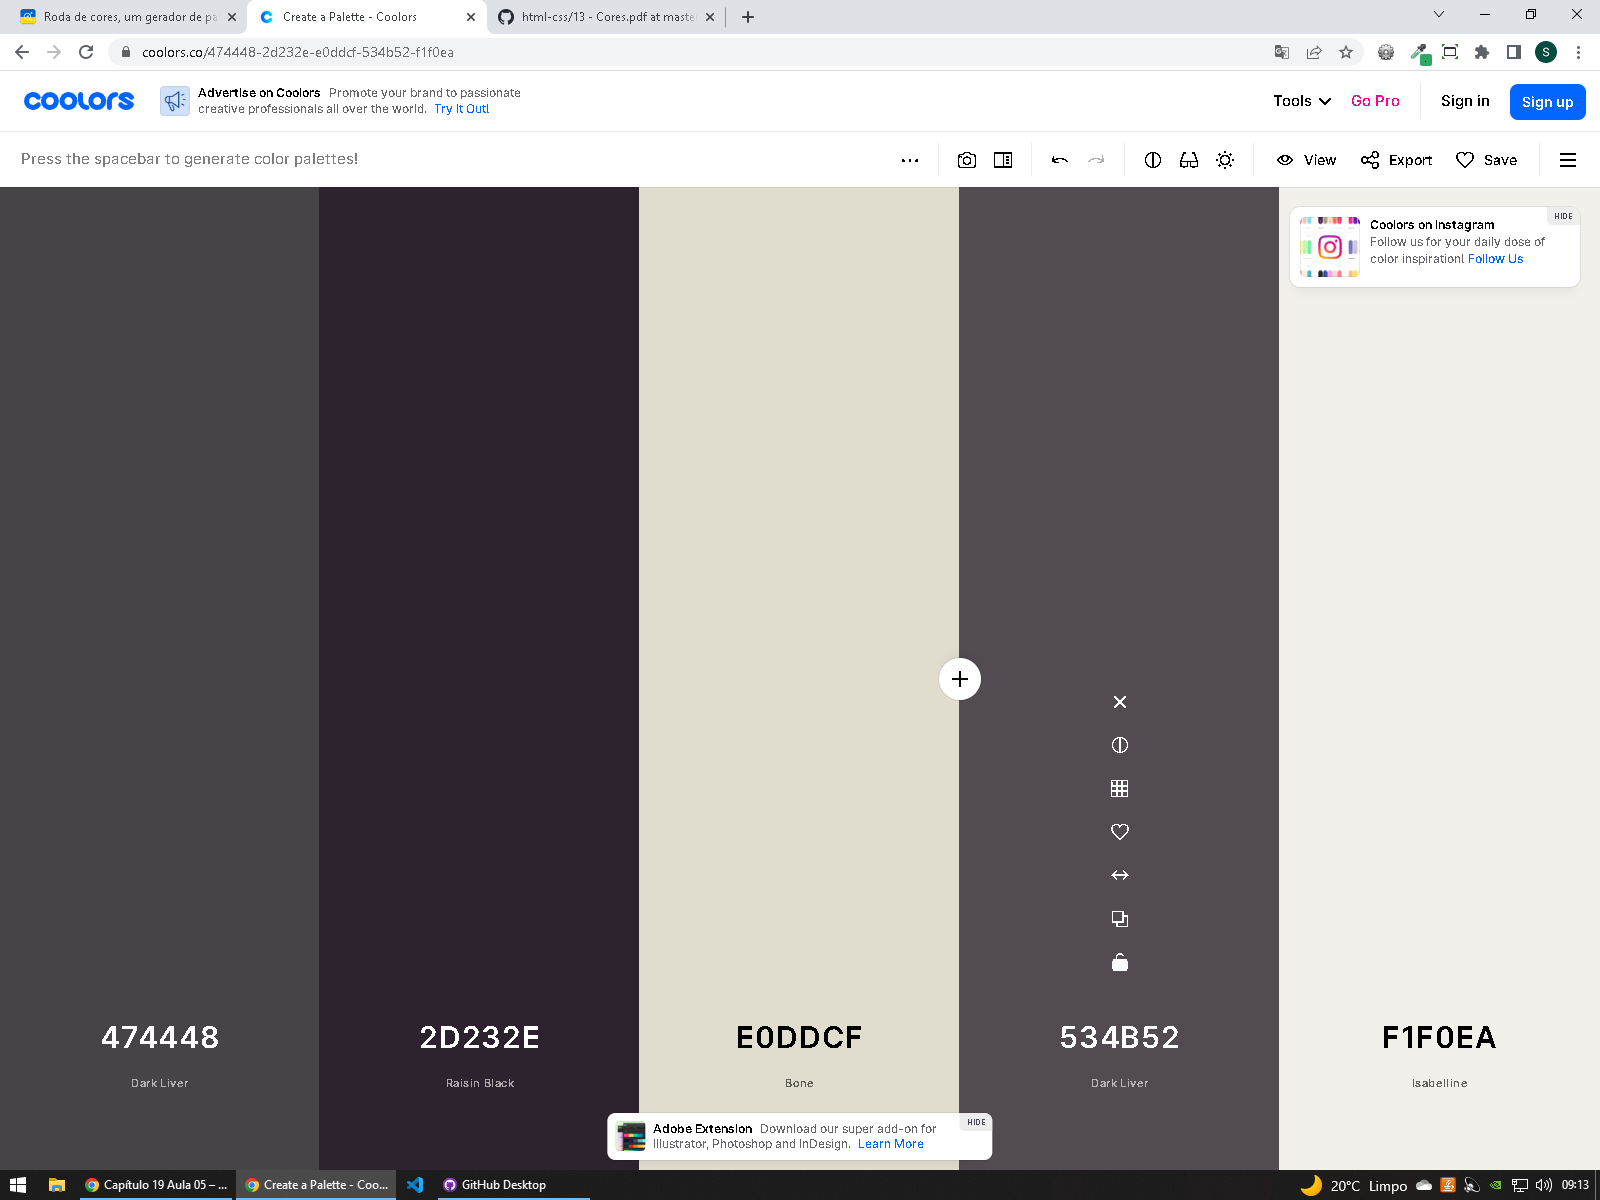 Roda de cores, um gerador de pa
Create a Palette - Coolors
html-css/13 - Cores.pdf at maste
coolors.co/474448-2d232e-e0ddcf-534b52-f1f0ea
S
coolors
Advertise on Coolors Promote your brand to passionate
creative professionals all over the world. Try It Out!
Tools
Go Pro
Sign in
Sign up
Press the spacebar to generate color palettes!
View
Export
Save
HIDE
Coolors on Instagram
Follow us for your daily dose of
color inspiration! Follow Us
474448
2D232E
E0DDCF
534B52
F1F0EA
Dark Liver
Raisin Black
Bone
Dark Liver
Isabelline
HIDE
Adobe Extension Download our super add-on for
Illustrator, Photoshop and InDesign. Learn More
Capítulo 19 Aula 05 – ...
Create a Palette - Coo...
GitHub Desktop
20°C Limpo
09:13